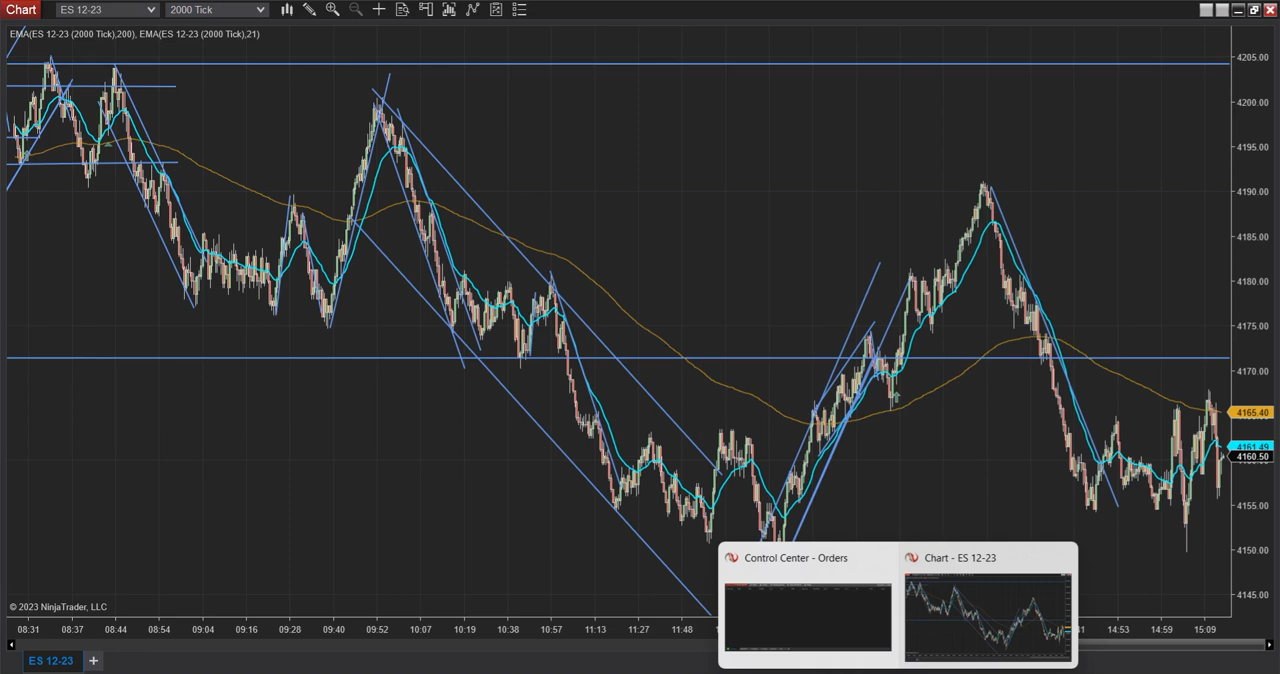 Chart ES 12-23 2000 Tick
EMA(ES 12-23 (2000 Tick),200), EMA(ES 12-23 (2000 Tick),21)
4205.00
4200.00
4195.00
4190.00
4185.00
4180.00
4175.00
4170.00
4165.40
4161.49
4160.50
4155.00
4150.00
4145.00
Control Center - Orders
Chart - ES 12-23
© 2023 NinjaTrader, LLC
08:31 08:37 08:44 08:54 09:04 09:16 09:28 09:40 09:52 10:07 10:19 10:38 10:57 11:13 11:27 11:48 14:53 14:59 15:09
ES 12-23 +